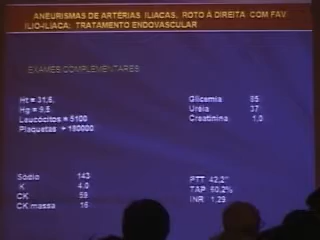 ANEURISMAS DE ARTÉRIAS ILIACAS, ROTO À DIREITA COM FAV
ILIO-ILÍACA: TRATAMENTO ENDOVASCULAR
EXAMES COMPLEMENTARES
Ht = 31,6,
Hg = 9,5
Leucócitos = 5100
Plaquetas = 180000
Glicemia 85
Uréia 37
Creatinina 1,0
Sódio 143
K 4.0
CK 59
CK massa 16
PTT 42,2"
TAP 60,2%
INR 1,29